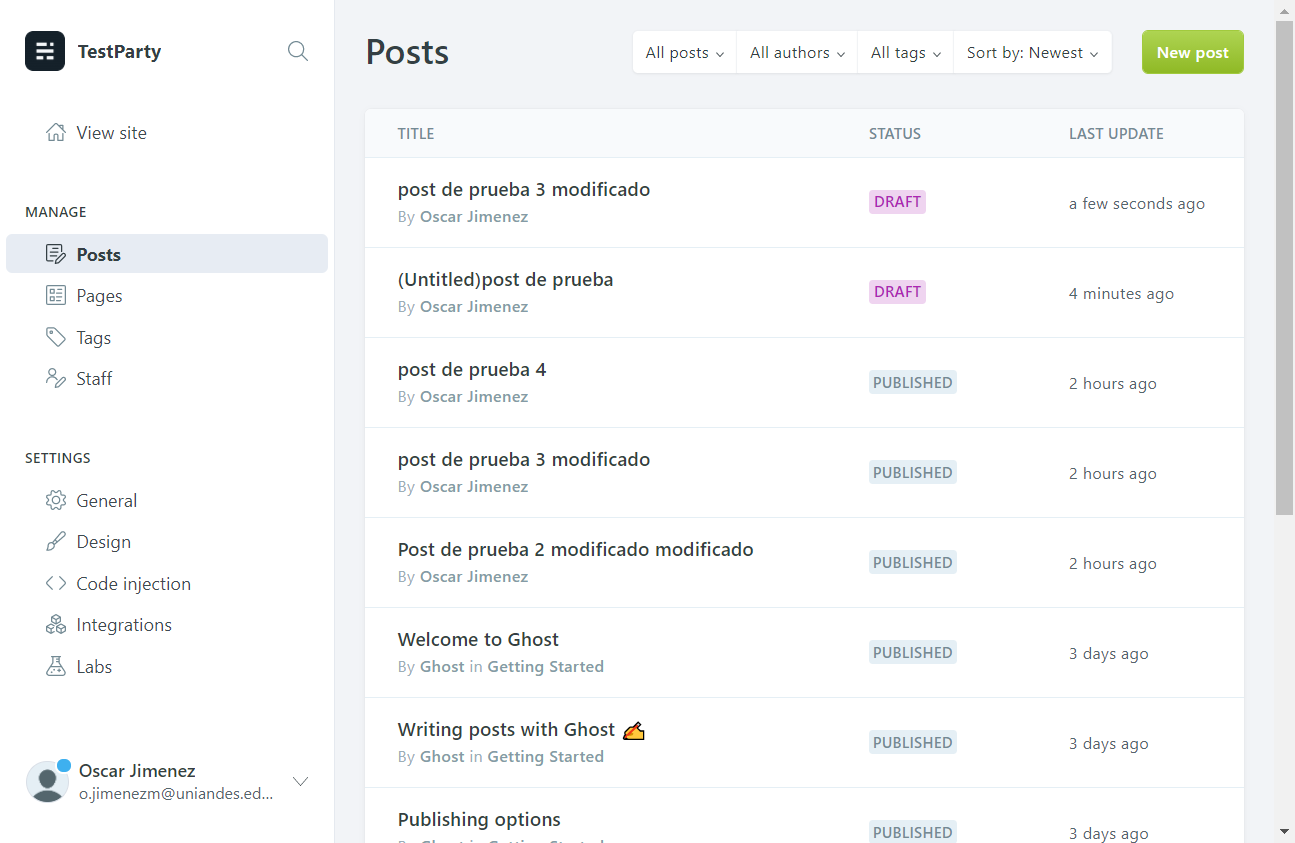 TestParty
View site
MANAGE
Posts
Pages
Tags
Staff
SETTINGS
General
Design
Code injection
Integrations
Labs
Oscar Jimenez
o.jimenezm@uniandes.ed...
Posts
All posts
All authors
All tags
Sort by: Newest
New post
TITLE STATUS LAST UPDATE
post de prueba 3 modificado
By Oscar Jimenez
DRAFT
a few seconds ago
(Untitled)post de prueba
By Oscar Jimenez
DRAFT
4 minutes ago
post de prueba 4
By Oscar Jimenez
PUBLISHED
2 hours ago
post de prueba 3 modificado
By Oscar Jimenez
PUBLISHED
2 hours ago
Post de prueba 2 modificado modificado
By Oscar Jimenez
PUBLISHED
2 hours ago
Welcome to Ghost
By Ghost in Getting Started
PUBLISHED
3 days ago
Writing posts with Ghost ✍️
By Ghost in Getting Started
PUBLISHED
3 days ago
Publishing options
By Ghost in Getting Started
PUBLISHED
3 days ago